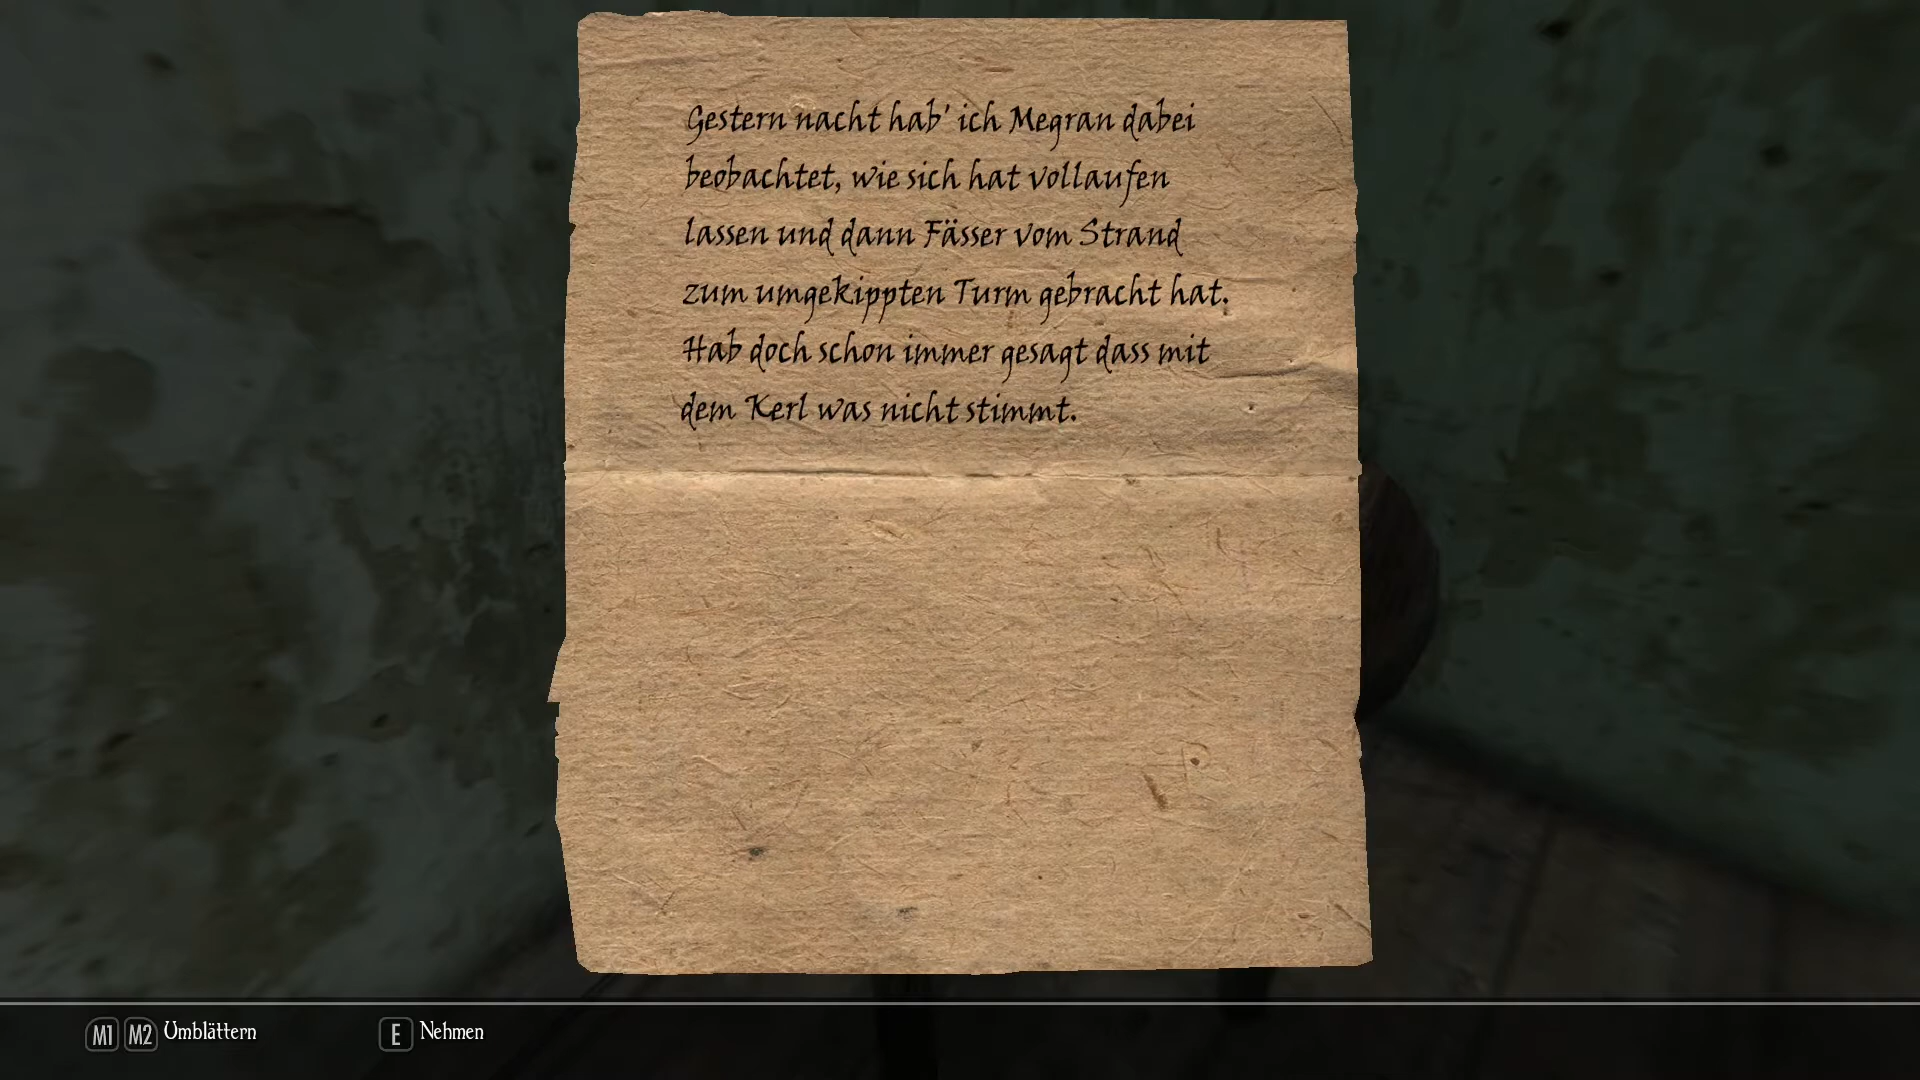 Gestern nacht hab' ich Megran dabei
beobachtet, wie sich hat vollaufen
lassen und dann Fässer vom Strand
zum umgekippten Turm gebracht hat.
Hab doch schon immer gesagt dass mit
dem Kerl was nicht stimmt.
M1 M2 Umblättern E Nehmen